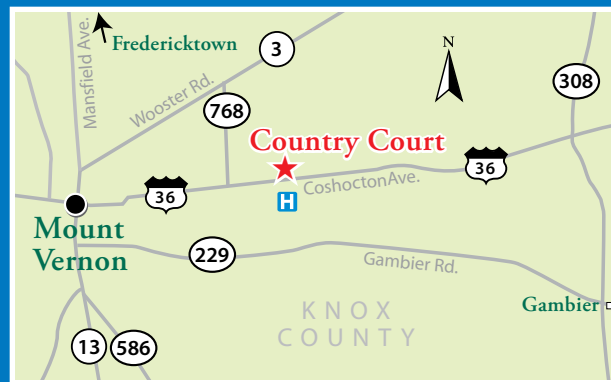 Mansfield Ave.
Fredericktown
3
N
308
Wooster Rd.
768
Country Court
36
36
Coshocton Ave.
H
Mount
Vernon
229
Gambier Rd.
Gambier
KNOX
COUNTY
13
586